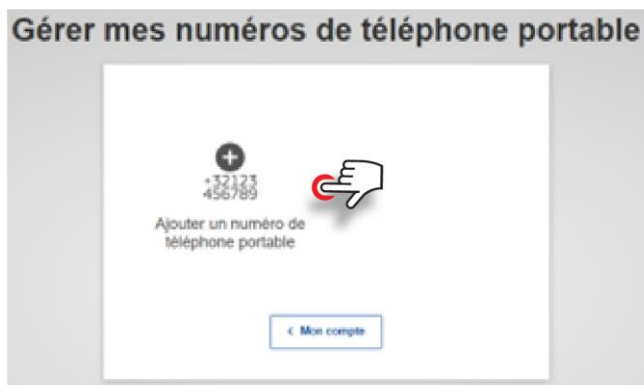 Gérer mes numéros de téléphone portable
+32123
456789
Ajouter un numéro de
téléphone portable
< Mon compte